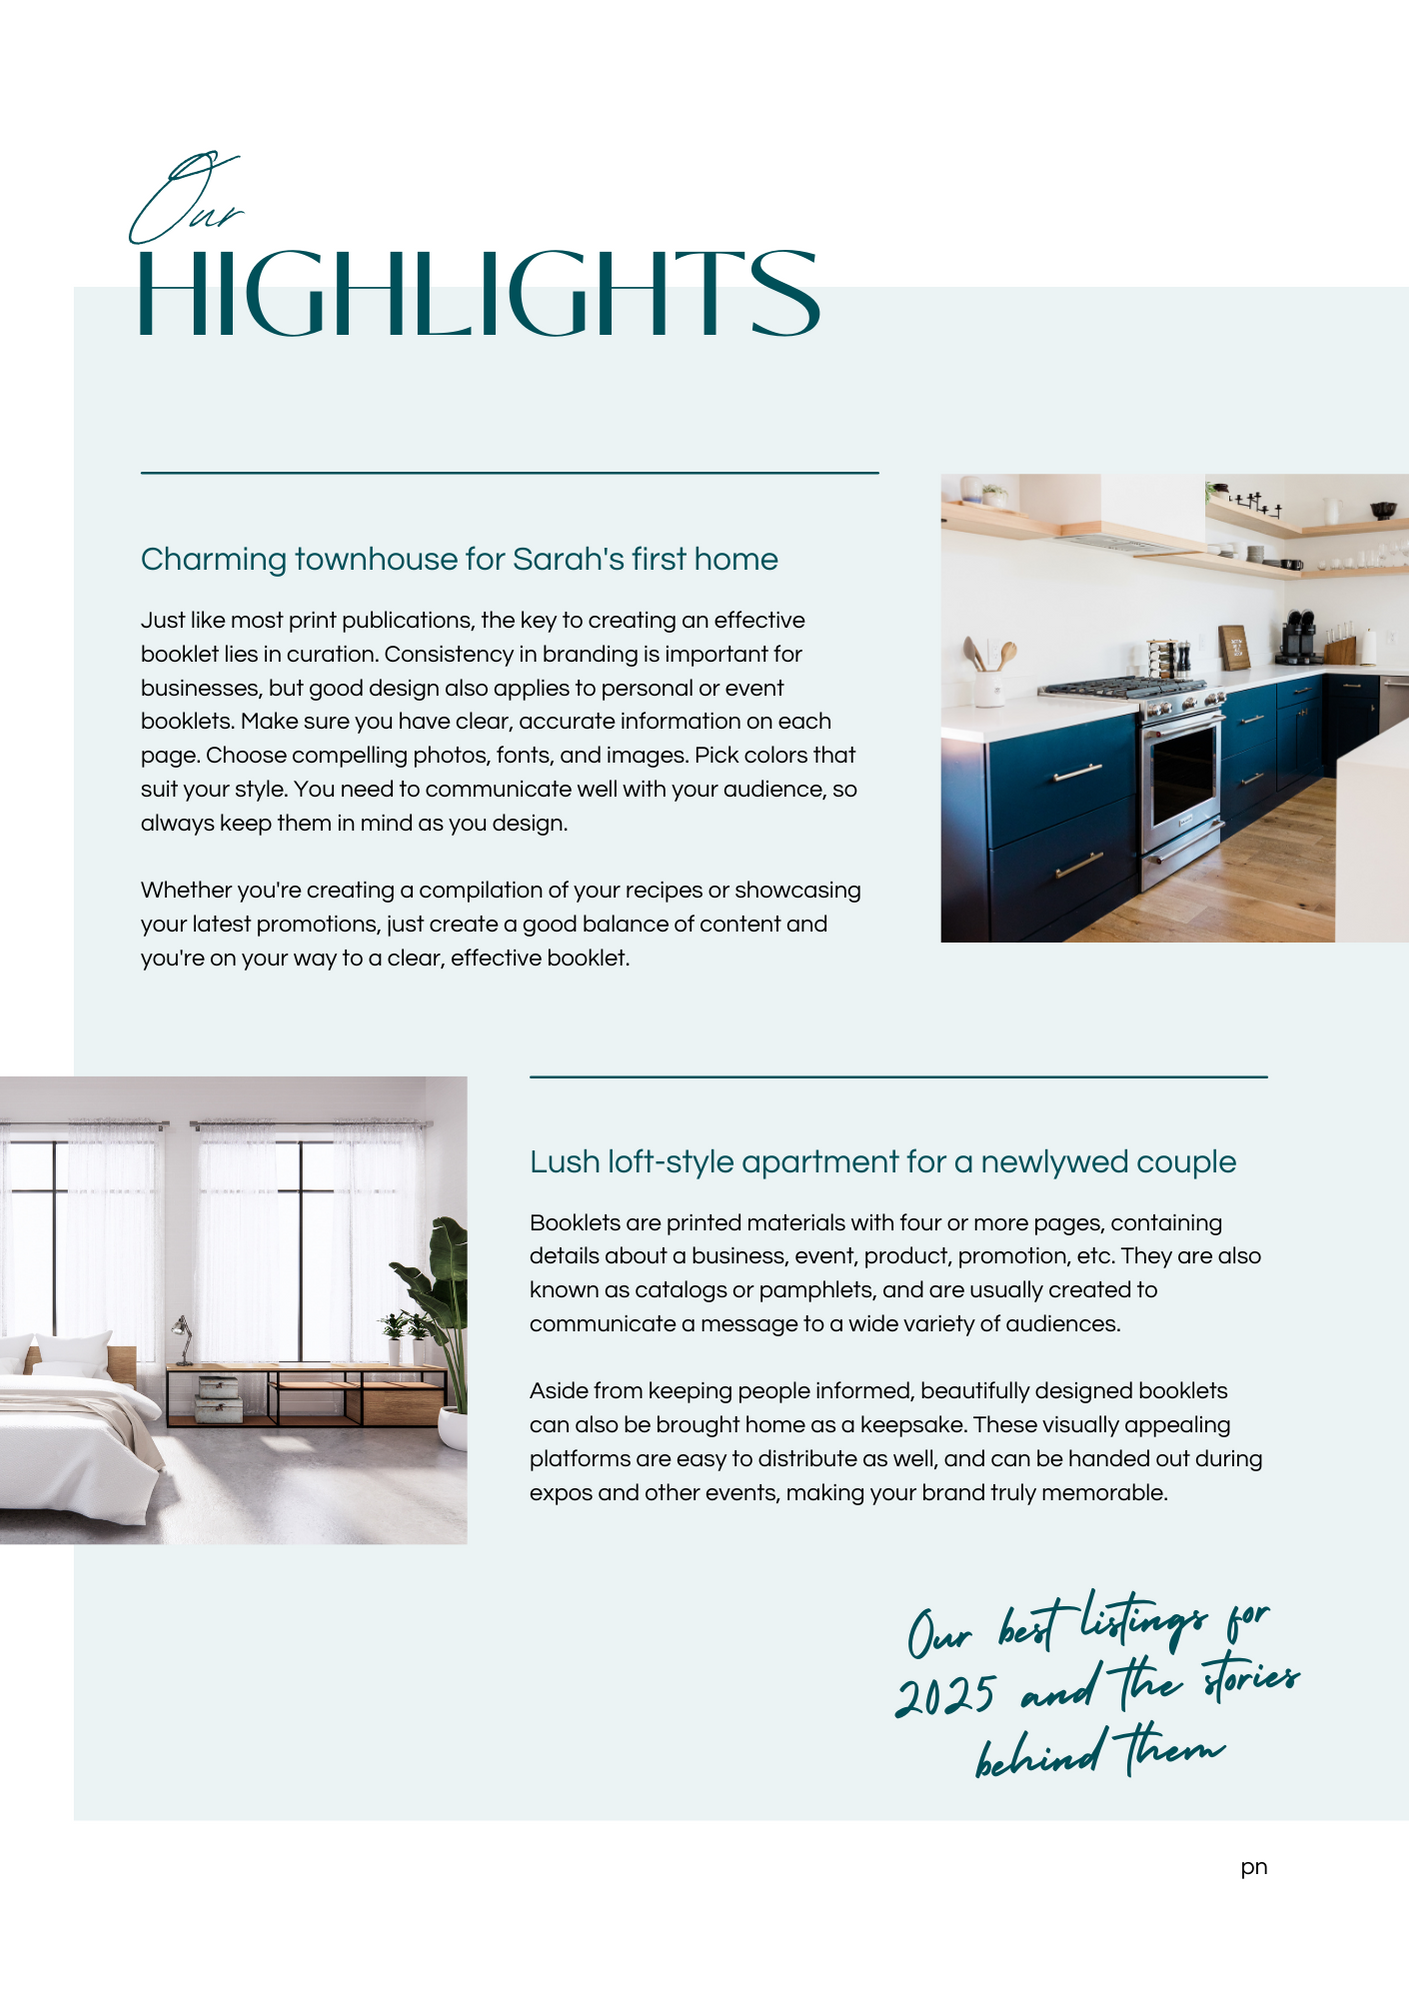 Our
HIGHLIGHTS
Charming townhouse for Sarah's first home
Just like most print publications, the key to creating an effective
booklet lies in curation. Consistency in branding is important for
businesses, but good design also applies to personal or event
booklets. Make sure you have clear, accurate information on each
page. Choose compelling photos, fonts, and images. Pick colors that
suit your style. You need to communicate well with your audience, so
always keep them in mind as you design.
Whether you're creating a compilation of your recipes or showcasing
your latest promotions, just create a good balance of content and
you're on your way to a clear, effective booklet.
Lush loft-style apartment for a newlywed couple
Booklets are printed materials with four or more pages, containing
details about a business, event, product, promotion, etc. They are also
known as catalogs or pamphlets, and are usually created to
communicate a message to a wide variety of audiences.
Aside from keeping people informed, beautifully designed booklets
can also be brought home as a keepsake. These visually appealing
platforms are easy to distribute as well, and can be handed out during
expos and other events, making your brand truly memorable.
Our best listings for
2025 and the stories
behind them
pn